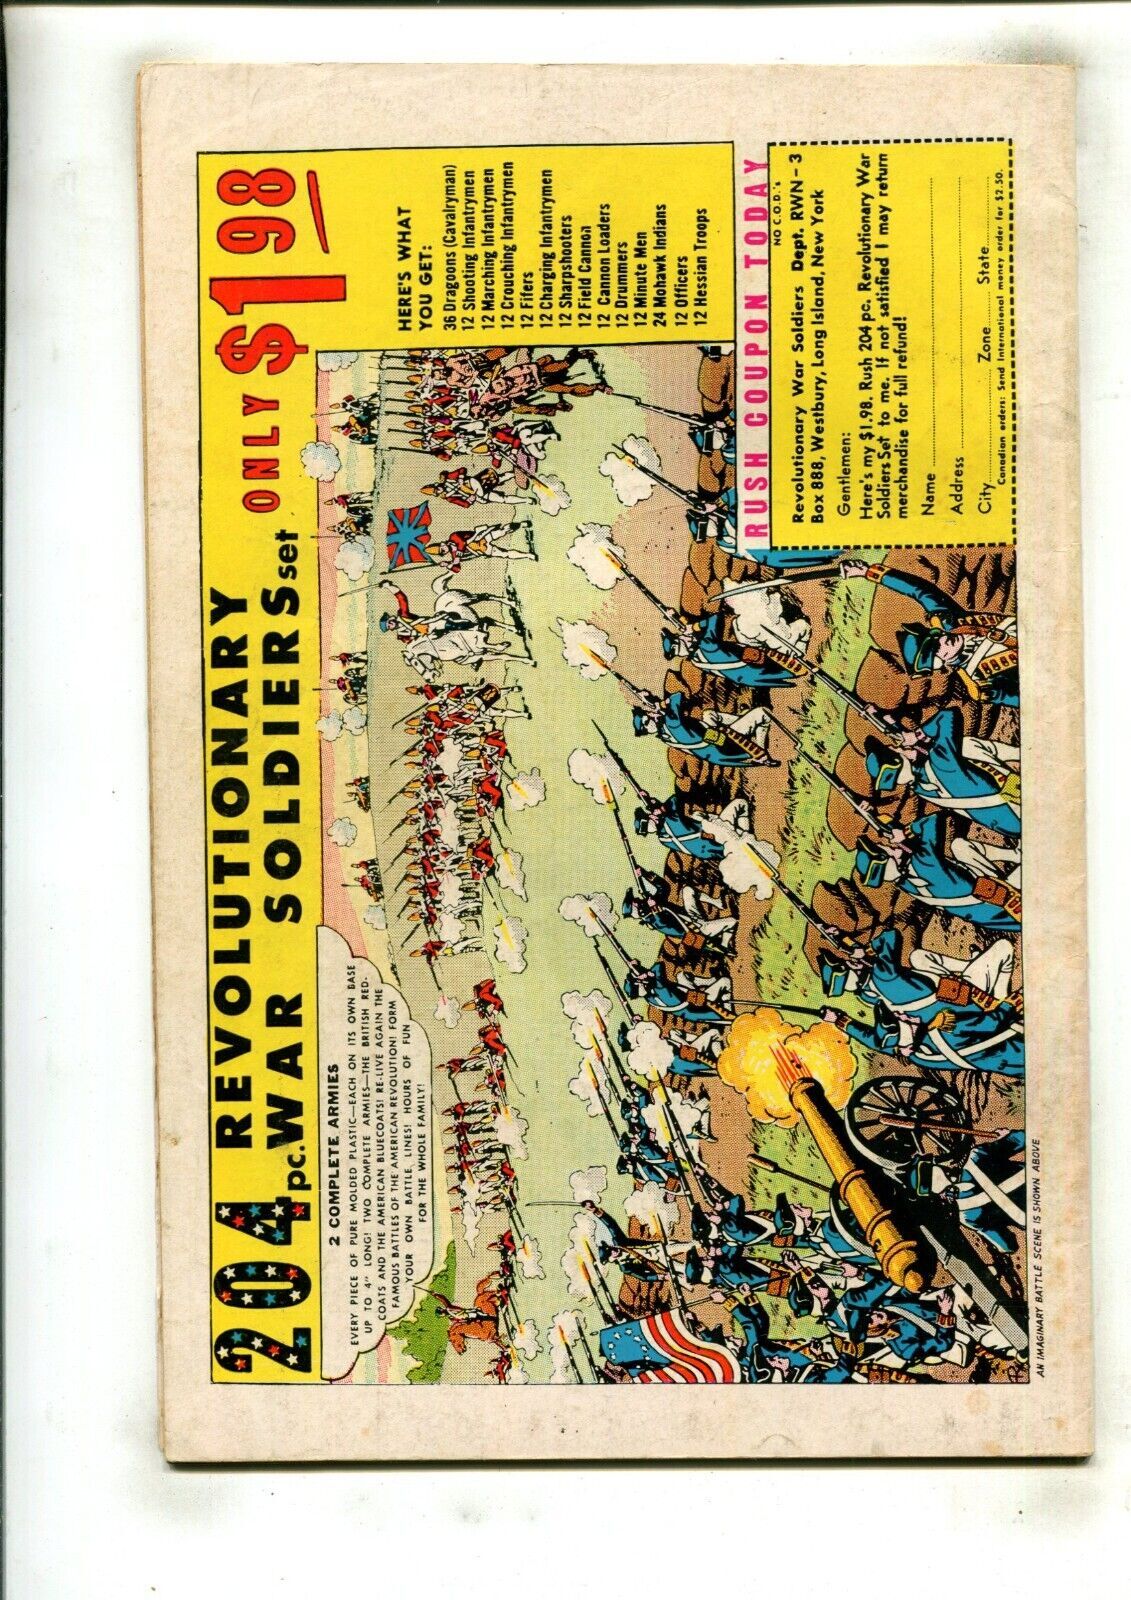 204 REVOLUTIONARY
pc. WAR SOLDIERS set
ONLY $198
2 COMPLETE ARMIES
EVERY PIECE OF PURE MOLDED PLASTIC—EACH ON ITS OWN BASE
UP TO 4" LONG! TWO COMPLETE ARMIES—THE BRITISH RED-
COATS AND THE AMERICAN BLUECOATS! RE-LIVE AGAIN THE
FAMOUS BATTLES OF THE AMERICAN REVOLUTION! FORM
YOUR OWN BATTLE LINES! HOURS OF FUN
FOR THE WHOLE FAMILY!
HERE'S WHAT
YOU GET:
36 Dragoons (Cavalryman)
12 Shooting Infantrymen
12 Marching Infantrymen
12 Crouching Infantrymen
12 Fifers
12 Charging Infantrymen
12 Sharpshooters
12 Field Cannon
12 Cannon Loaders
12 Drummers
12 Minute Men
24 Mohawk Indians
12 Officers
12 Hessian Troops
RUSH COUPON TODAY
NO C.O.D.'s
Revolutionary War Soldiers Dept. RWN-3
Box 888, Westbury, Long Island, New York
Gentlemen:
Here's my $1.98. Rush 204 pc. Revolutionary War
Soldiers Set to me. If not satisfied I may return
merchandise for full refund!
Name
Address
City Zone State
Canadian orders: Send International money order for $2.50.
AN IMAGINARY BATTLE SCENE IS SHOWN ABOVE